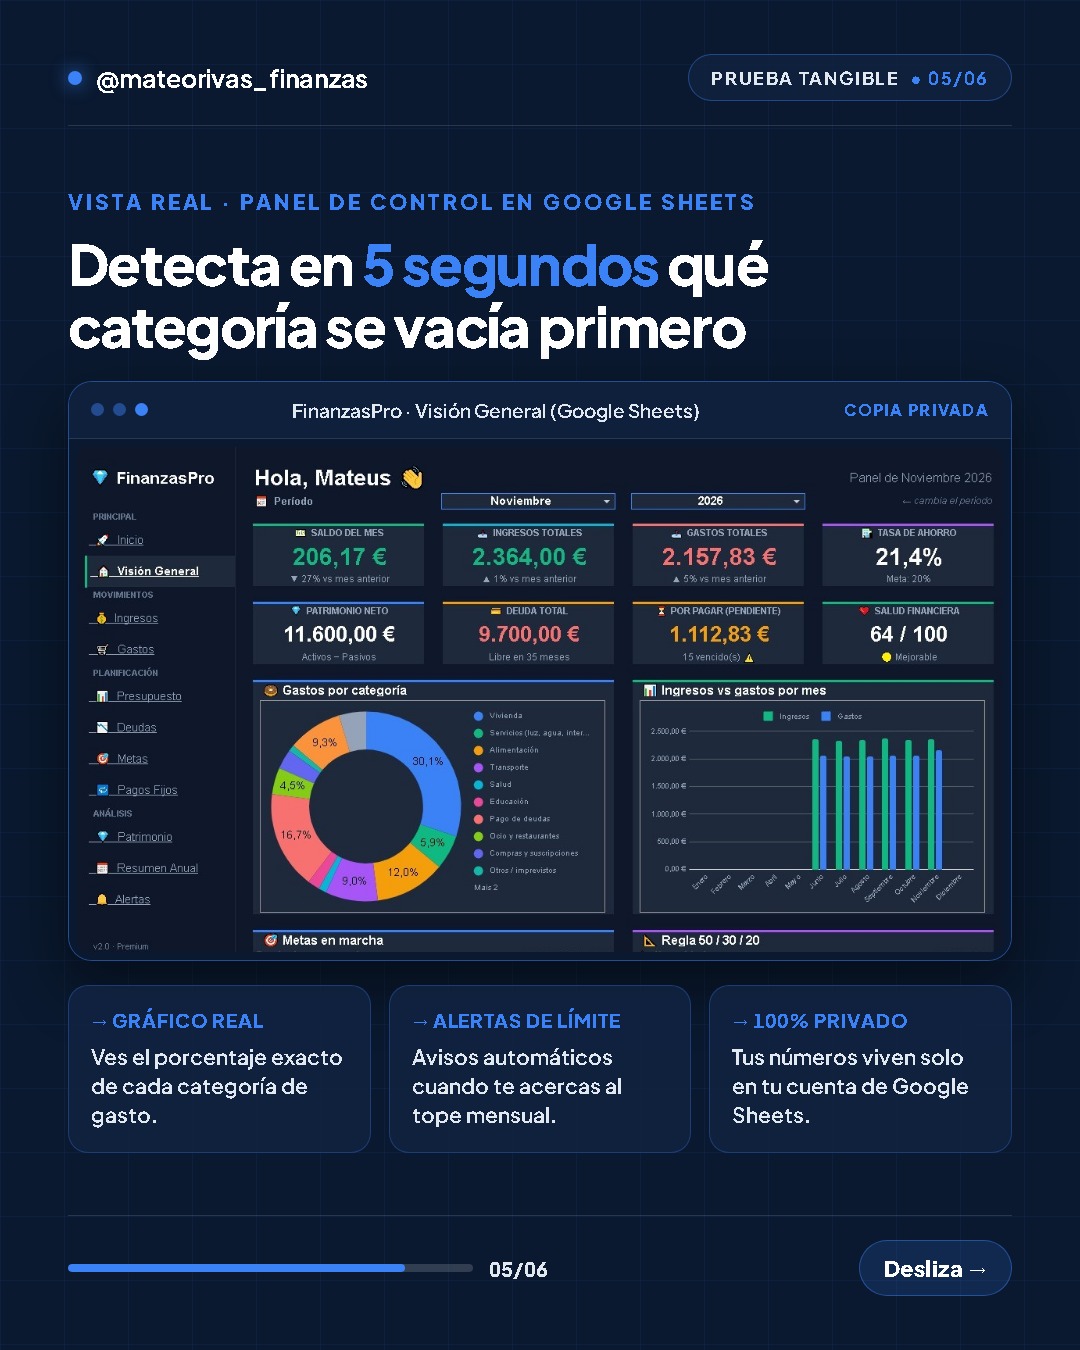 @mateorivas_finanzas
PRUEBA TANGIBLE • 05/06
VISTA REAL · PANEL DE CONTROL EN GOOGLE SHEETS
Detecta en 5 segundos qué
categoría se vacía primero
FinanzasPro · Visión General (Google Sheets)
COPIA PRIVADA
FinanzasPro
PRINCIPAL
Inicio
Visión General
MOVIMIENTOS
Ingresos
Gastos
PLANIFICACIÓN
Presupuesto
Deudas
Metas
Pagos Fijos
ANÁLISIS
Patrimonio
Resumen Anual
Alertas
v2.0 · Premium
Hola, Mateus 👋
Panel de Noviembre 2026
Período
Noviembre
2026
← cambia el período
SALDO DEL MES
206,17 €
▼ 27% vs mes anterior
INGRESOS TOTALES
2.364,00 €
▲ 1% vs mes anterior
GASTOS TOTALES
2.157,83 €
▲ 5% vs mes anterior
TASA DE AHORRO
21,4%
Meta: 20%
PATRIMONIO NETO
11.600,00 €
Activos − Pasivos
DEUDA TOTAL
9.700,00 €
Libre en 35 meses
POR PAGAR (PENDIENTE)
1.112,83 €
15 vencido(s) ⚠
SALUD FINANCIERA
64 / 100
Mejorable
Gastos por categoría
9,3%
30,1%
4,5%
16,7%
5,9%
9,0%
12,0%
Vivienda
Servicios (luz, agua, inter...
Alimentación
Transporte
Salud
Educación
Pago de deudas
Ocio y restaurantes
Compras y suscripciones
Otros / imprevistos
Mais 2
Ingresos vs gastos por mes
Ingresos
Gastos
2.500,00 €
2.000,00 €
1.000,00 €
500,00 €
0,00 €
Enero
Febrero
Marzo
Abril
Mayo
Junio
Julio
Agosto
Septiembre
Octubre
Noviembre
Diciembre
Metas en marcha
Regla 50 / 30 / 20
→ GRÁFICO REAL
Ves el porcentaje exacto
de cada categoría de
gasto.
→ ALERTAS DE LÍMITE
Avisos automáticos
cuando te acercas al
tope mensual.
→ 100% PRIVADO
Tus números viven solo
en tu cuenta de Google
Sheets.
05/06
Desliza →